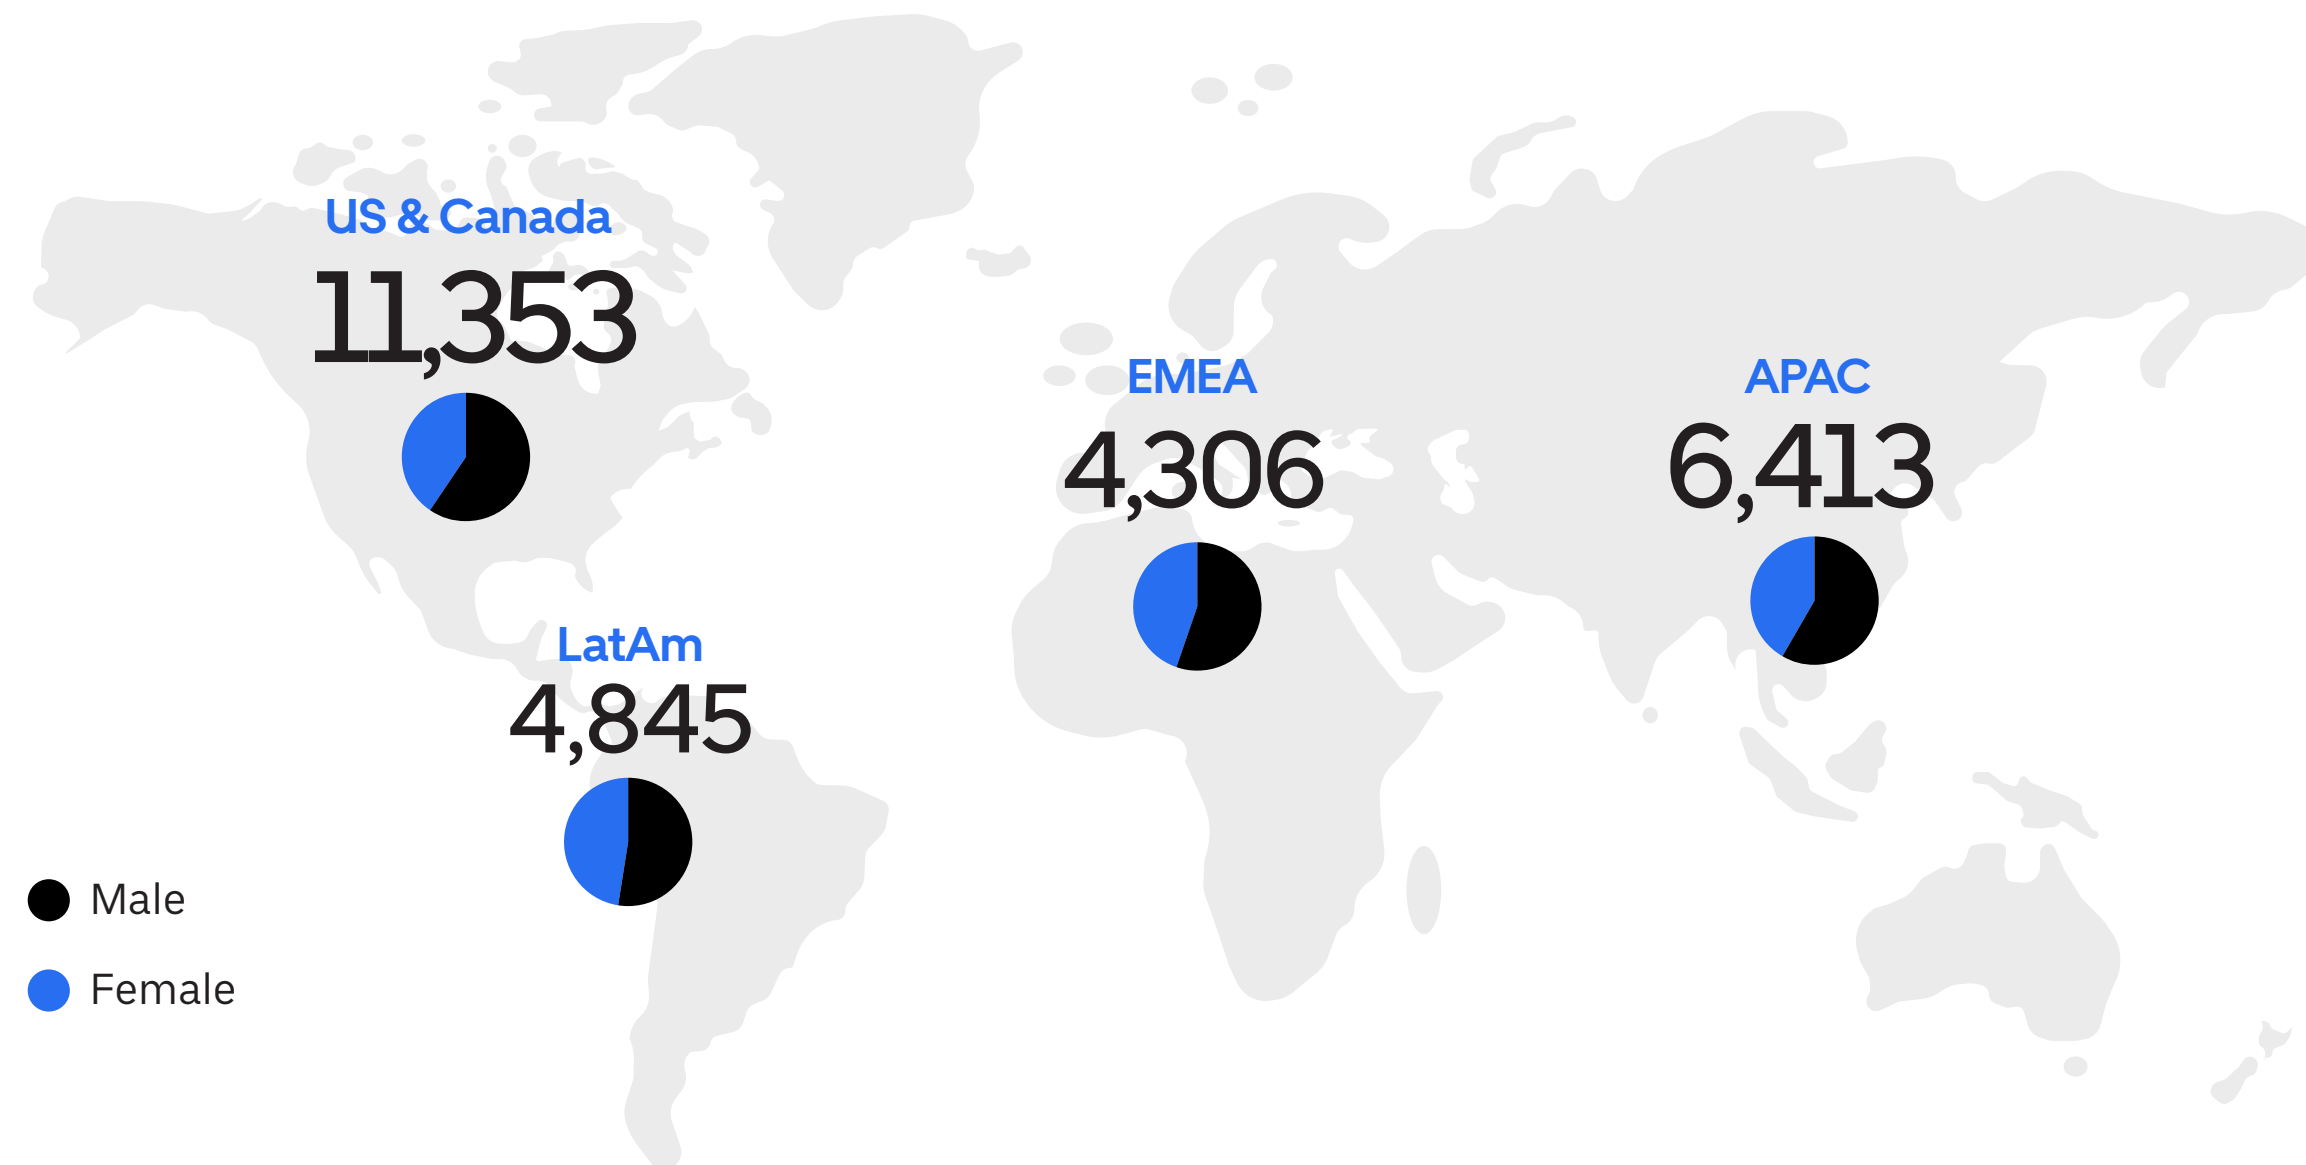 US & Canada
11,353
EMEA
4,306
APAC
6,413
LatAm
4,845
Male
Female